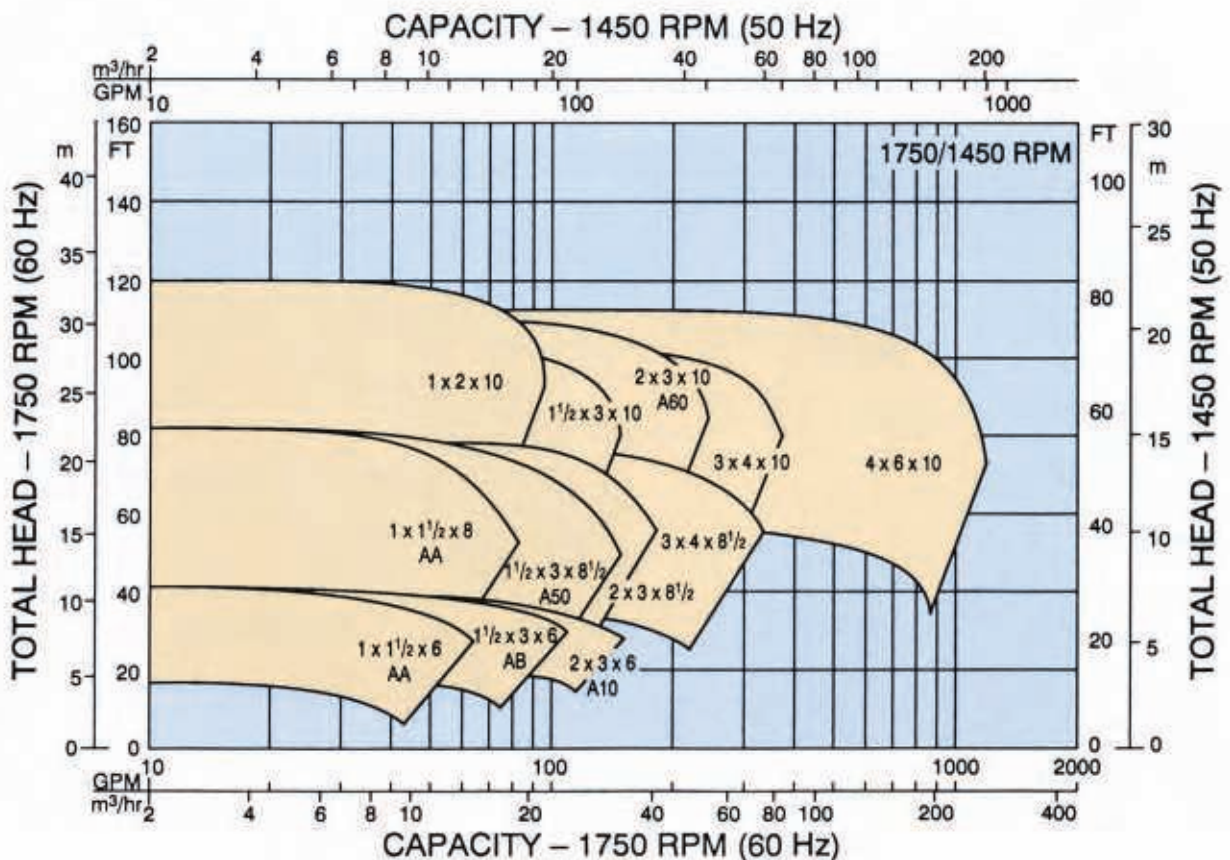 CAPACITY – 1450 RPM (50 Hz)
m³/hr 2 4 6 8 10 20 40 60 80 100 200
GPM 10 100 1000
TOTAL HEAD – 1750 RPM (60 Hz)
m
40
35
30
25
20
15
10
5
0
160
FT
140
120
100
80
60
40
20
0
1750/1450 RPM
1 x 2 x 10
1½ x 3 x 10
2 x 3 x 10
A60
3 x 4 x 10
4 x 6 x 10
1 x 1½ x 8
AA
1½ x 3 x 8½
A50
2 x 3 x 8½
3 x 4 x 8½
1 x 1½ x 6
AA
1½ x 3 x 6
AB
2 x 3 x 6
A10
FT
100
80
60
40
20
0
30
m
25
20
15
10
5
0
TOTAL HEAD – 1450 RPM (50 Hz)
10 100 1000 2000
GPM
m³/hr 2 4 6 8 10 20 40 60 80 100 200 400
CAPACITY – 1750 RPM (60 Hz)